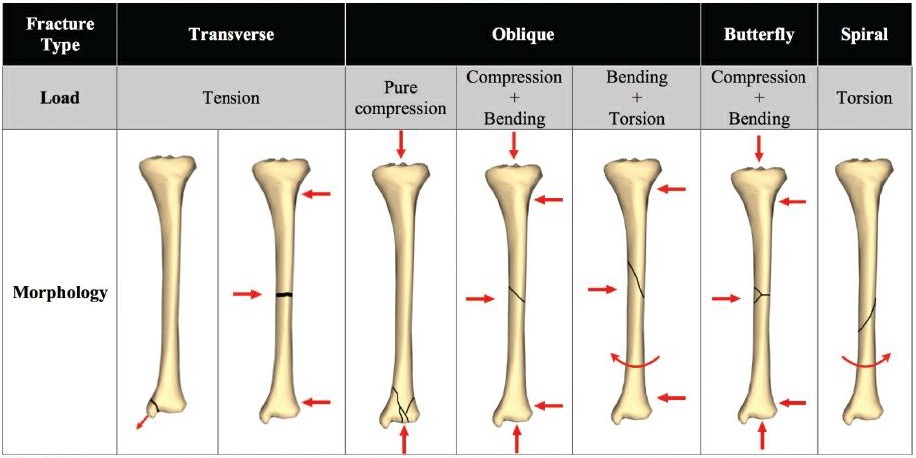 Fracture
Type
Transverse
Oblique
Butterfly
Spiral
Load
Tension
Pure
compression
Compression
+
Bending
Bending
+
Torsion
Compression
+
Bending
Torsion
Morphology